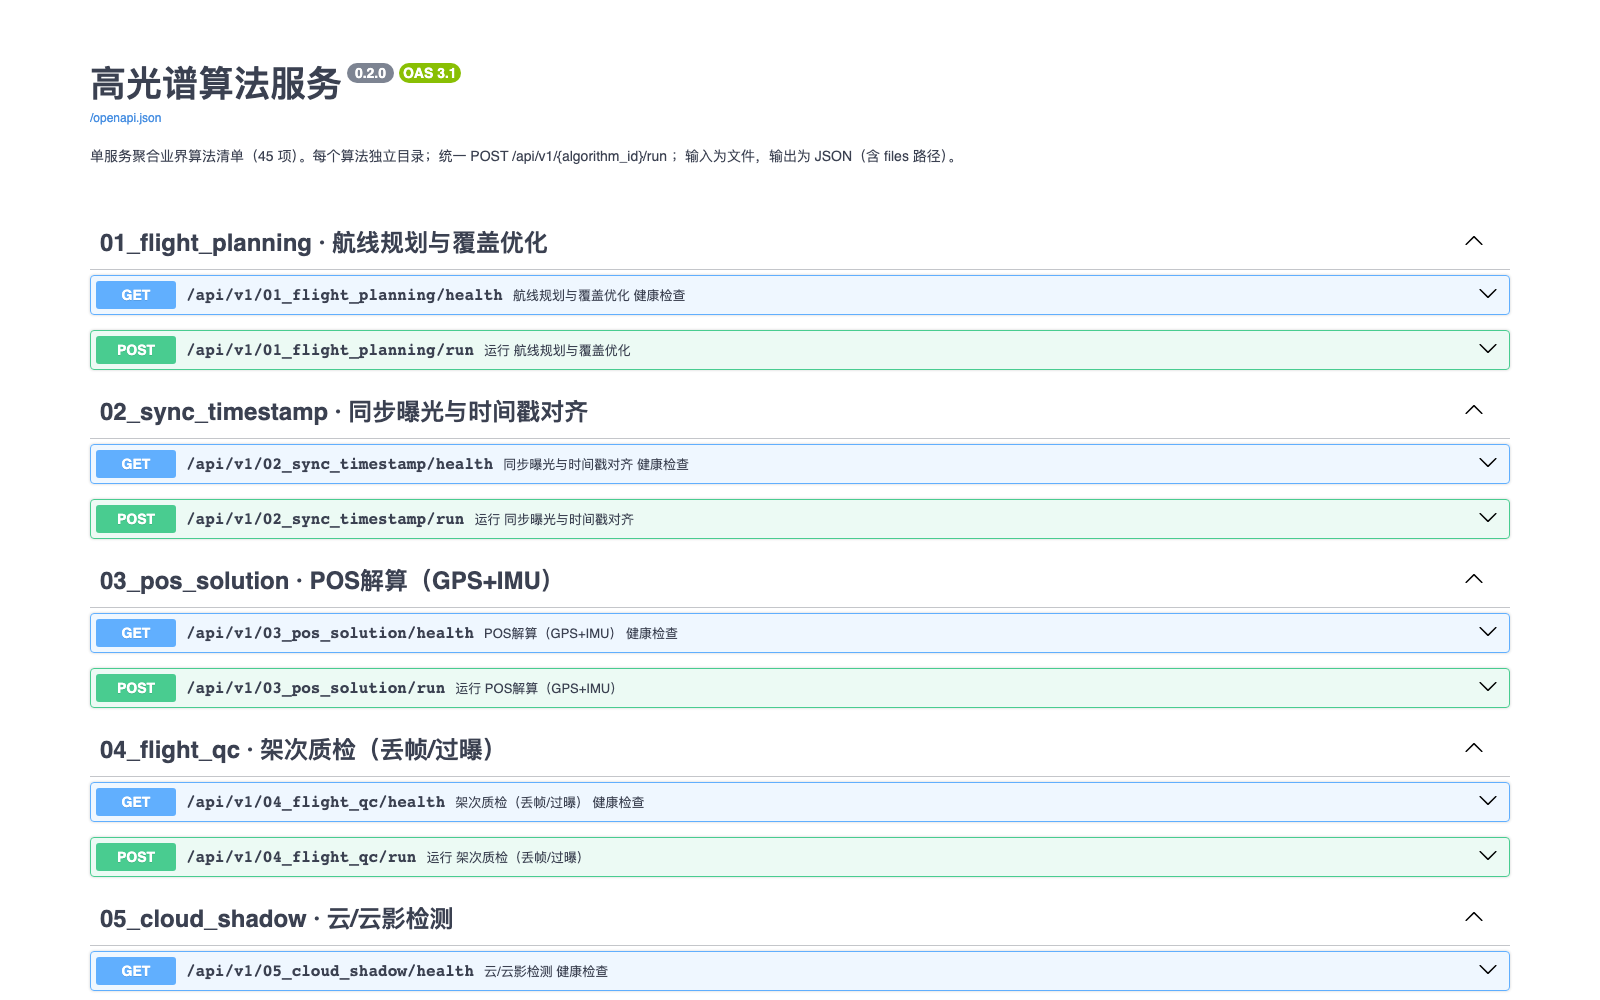 高光谱算法服务 0.2.0 OAS 3.1
/openapi.json
单服务聚合业界算法清单（45 项）。每个算法独立目录；统一 POST /api/v1/{algorithm_id}/run ；输入为文件，输出为 JSON（含 files 路径）。
01_flight_planning · 航线规划与覆盖优化
GET /api/v1/01_flight_planning/health 航线规划与覆盖优化 健康检查
POST /api/v1/01_flight_planning/run 运行 航线规划与覆盖优化
02_sync_timestamp · 同步曝光与时间戳对齐
GET /api/v1/02_sync_timestamp/health 同步曝光与时间戳对齐 健康检查
POST /api/v1/02_sync_timestamp/run 运行 同步曝光与时间戳对齐
03_pos_solution · POS解算（GPS+IMU）
GET /api/v1/03_pos_solution/health POS解算（GPS+IMU） 健康检查
POST /api/v1/03_pos_solution/run 运行 POS解算（GPS+IMU）
04_flight_qc · 架次质检（丢帧/过曝）
GET /api/v1/04_flight_qc/health 架次质检（丢帧/过曝） 健康检查
POST /api/v1/04_flight_qc/run 运行 架次质检（丢帧/过曝）
05_cloud_shadow · 云/云影检测
GET /api/v1/05_cloud_shadow/health 云/云影检测 健康检查